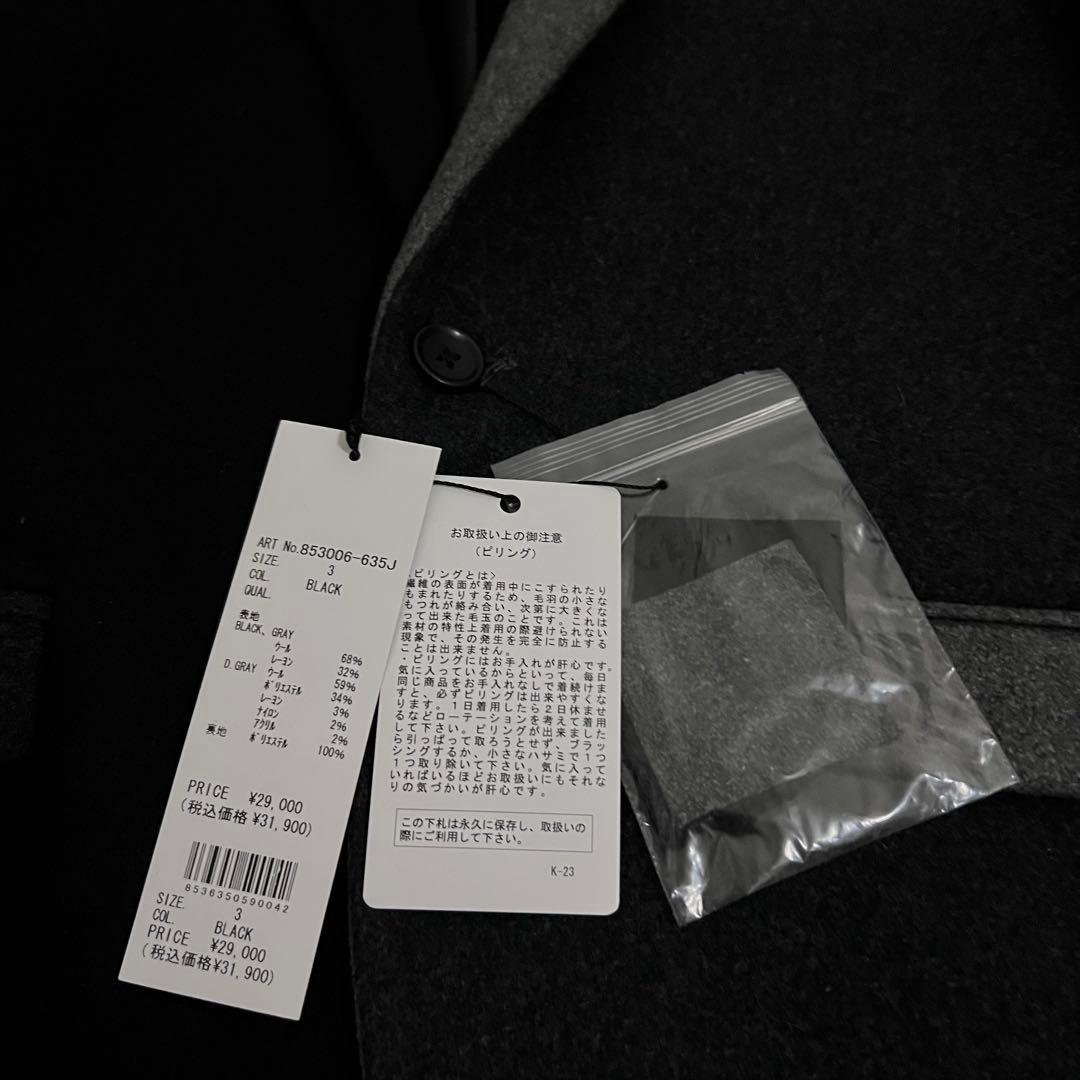 ART No.853006-635J
SIZE. 3
COL. BLACK
QUAL.
表地
BLACK, GRAY
ウール 68%
レーヨン 32%
D.GRAY ウール 59%
ポリエステル 34%
レーヨン 3%
ナイロン 2%
アクリル 2%
裏地 ポリエステル 100%
PRICE ¥29,000
(税込価格 ¥31,900)
8536350590042
SIZE. 3
COL. BLACK
PRICE ¥29,000
(税込価格¥31,900)
お取扱い上の御注意
(ピリング)
ピリングとは〉
繊維の表面が着用中にこすられたり
もまれたりするため、毛羽の小さな
もつれが絡み合い、次第に大きくな
って出来た毛玉のことです。これは
素材の特性上着用の際避けられない
現象で、その発生を完全に防止する
ことは出来ません。
・ピリングにはお手入れが肝心です。
気に入っているからといって、毎日
同じ商品をお手入れなしで着続けま
すと、必ずピリングは出来やすくな
ります。1日着用したら2日休ませ
るなどローテーションを考えて着用
して下さい。ピリングが出来ました
ら引っぱって取ろうとせず、ブラッ
シングするか、小さなハサミで1つ
1つ取り除いて下さい。気に入って
いればいるほどお取扱いにもそれな
りの気づかいが肝心です。
この下札は永久に保存し、取扱いの
際にご利用して下さい。
K-23